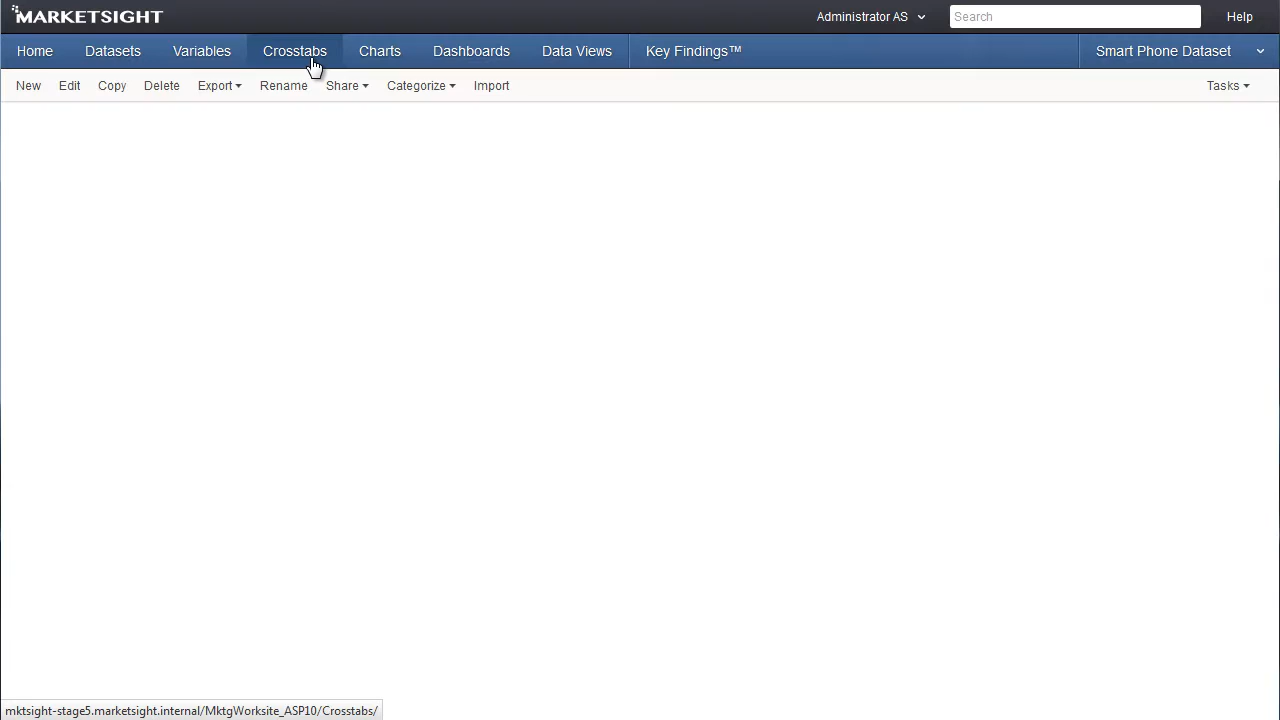 MARKETSIGHT Administrator AS Search Help
Home Datasets Variables Crosstabs Charts Dashboards Data Views Key Findings™ Smart Phone Dataset
New Edit Copy Delete Export Rename Share Categorize Import Tasks
mktsight-stage5.marketsight.internal/MktgWorksite_ASP10/Crosstabs/